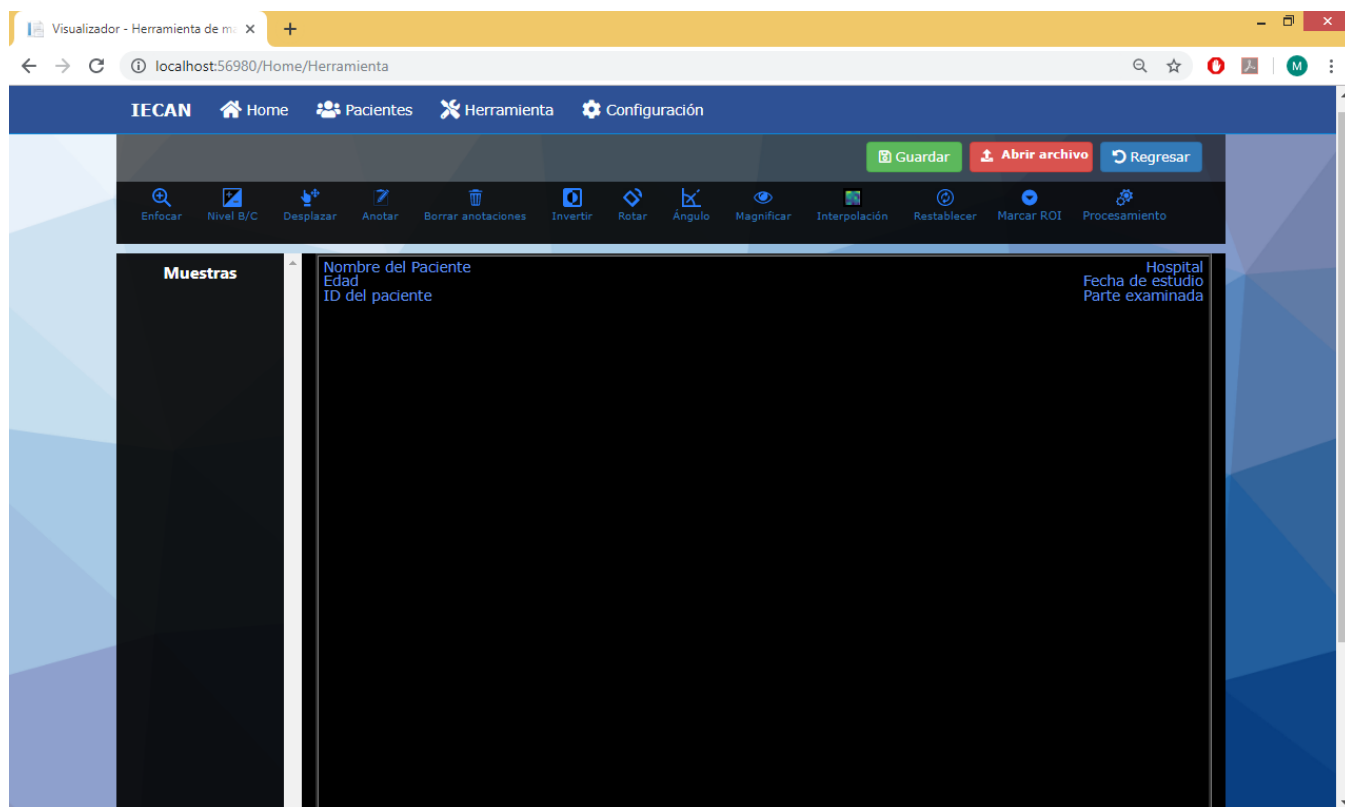 Visualizador - Herramienta de ma
localhost:56980/Home/Herramienta
M
IECAN Home Pacientes Herramienta Configuración
Guardar Abrir archivo Regresar
Enfocar Nivel B/C Desplazar Anotar Borrar anotaciones Invertir Rotar Ángulo Magnificar Interpolación Restablecer Marcar ROI Procesamiento
Muestras
Nombre del Paciente
Edad
ID del paciente
Hospital
Fecha de estudio
Parte examinada